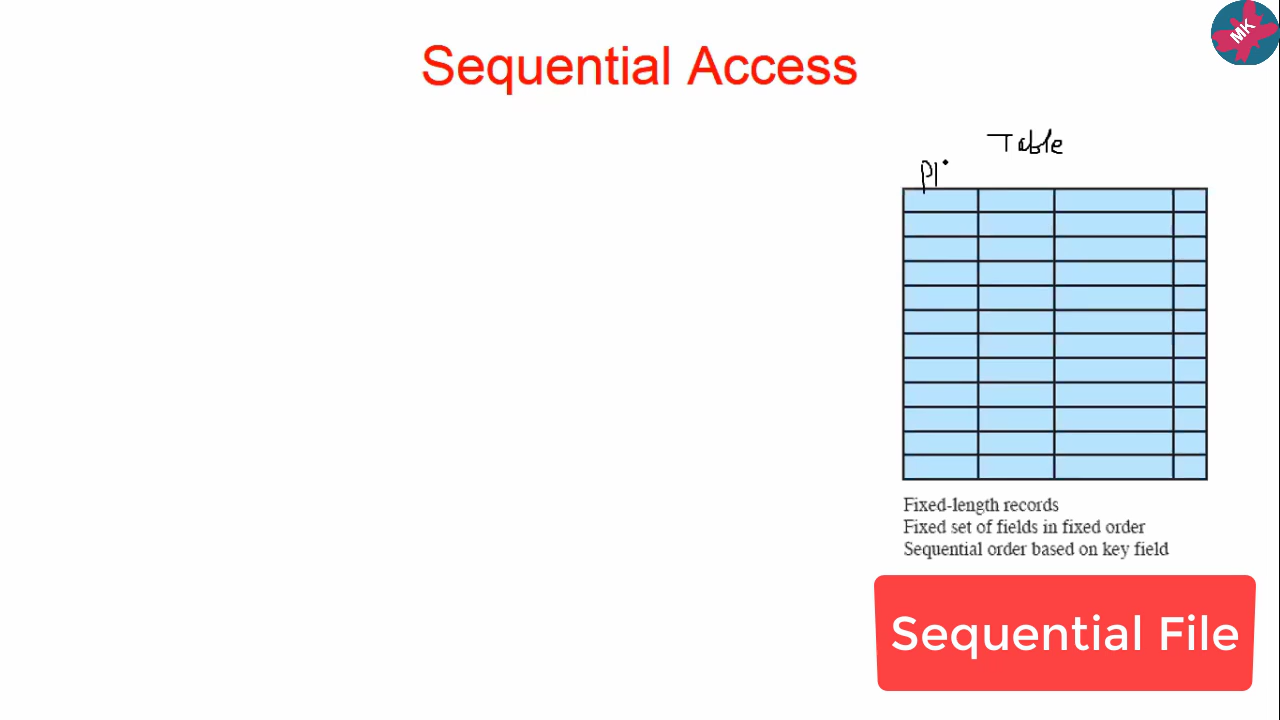 MK
Sequential Access
Table
Fixed-length records
Fixed set of fields in fixed order
Sequential order based on key field
Sequential File